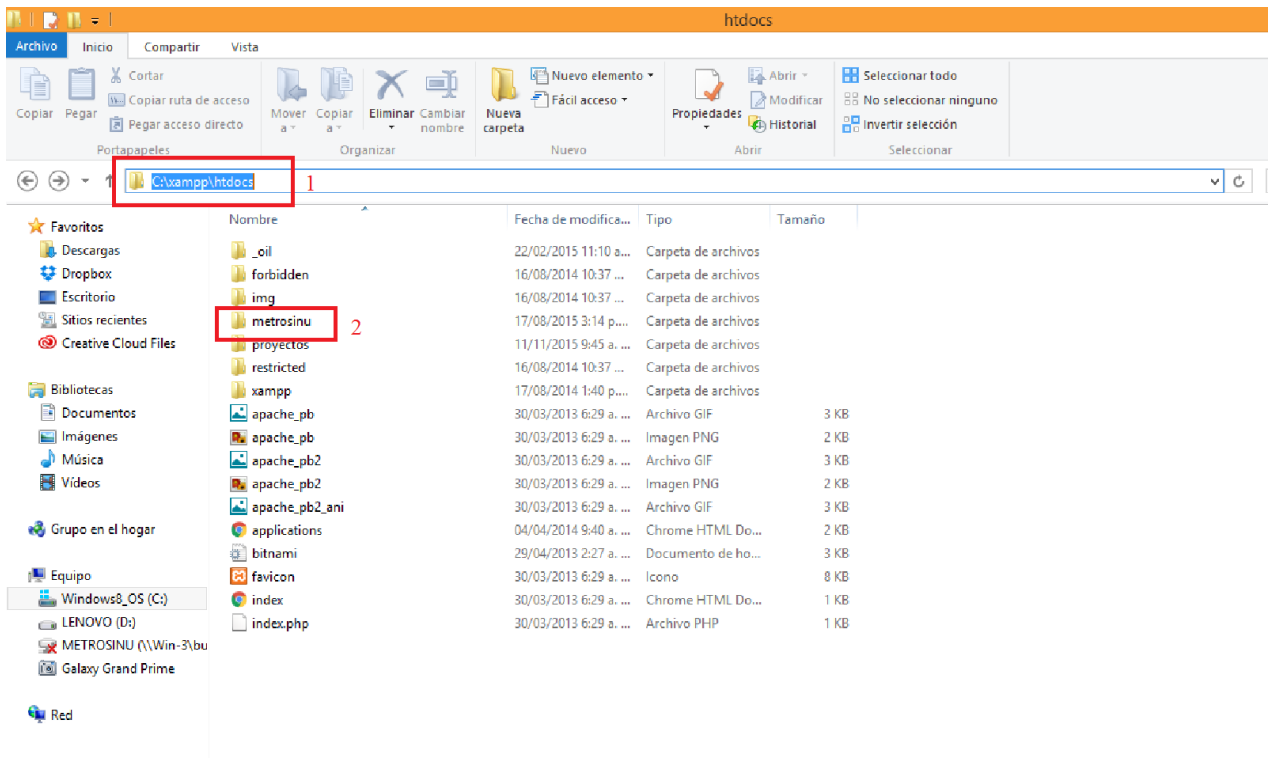 htdocs
Archivo Inicio Compartir Vista
Copiar
Pegar
Cortar
Copiar ruta de acceso
Pegar acceso directo
Portapapeles
Mover a
Copiar a
Eliminar
Cambiar nombre
Organizar
Nueva carpeta
Nuevo elemento
Fácil acceso
Nuevo
Propiedades
Abrir
Modificar
Historial
Abrir
Seleccionar todo
No seleccionar ninguno
Invertir selección
Seleccionar
C:\xampp\htdocs
1
Favoritos
Descargas
Dropbox
Escritorio
Sitios recientes
Creative Cloud Files
Bibliotecas
Documentos
Imágenes
Música
Vídeos
Grupo en el hogar
Equipo
Windows8_OS (C:)
LENOVO (D:)
METROSINU (\\Win-3\bu
Galaxy Grand Prime
Red
Nombre Fecha de modifica... Tipo Tamaño
_oil 22/02/2015 11:10 a... Carpeta de archivos
forbidden 16/08/2014 10:37 ... Carpeta de archivos
img 16/08/2014 10:37 ... Carpeta de archivos
metrosinu 2 17/08/2015 3:14 p.... Carpeta de archivos
proyectos 11/11/2015 9:45 a. ... Carpeta de archivos
restricted 16/08/2014 10:37 ... Carpeta de archivos
xampp 17/08/2014 1:40 p.... Carpeta de archivos
apache_pb 30/03/2013 6:29 a. ... Archivo GIF 3 KB
apache_pb 30/03/2013 6:29 a. ... Imagen PNG 2 KB
apache_pb2 30/03/2013 6:29 a. ... Archivo GIF 3 KB
apache_pb2 30/03/2013 6:29 a. ... Imagen PNG 2 KB
apache_pb2_ani 30/03/2013 6:29 a. ... Archivo GIF 3 KB
applications 04/04/2014 9:40 a. ... Chrome HTML Do... 2 KB
bitnami 29/04/2013 2:27 a. ... Documento de ho... 3 KB
favicon 30/03/2013 6:29 a. ... Icono 8 KB
index 30/03/2013 6:29 a. ... Chrome HTML Do... 1 KB
index.php 30/03/2013 6:29 a. ... Archivo PHP 1 KB